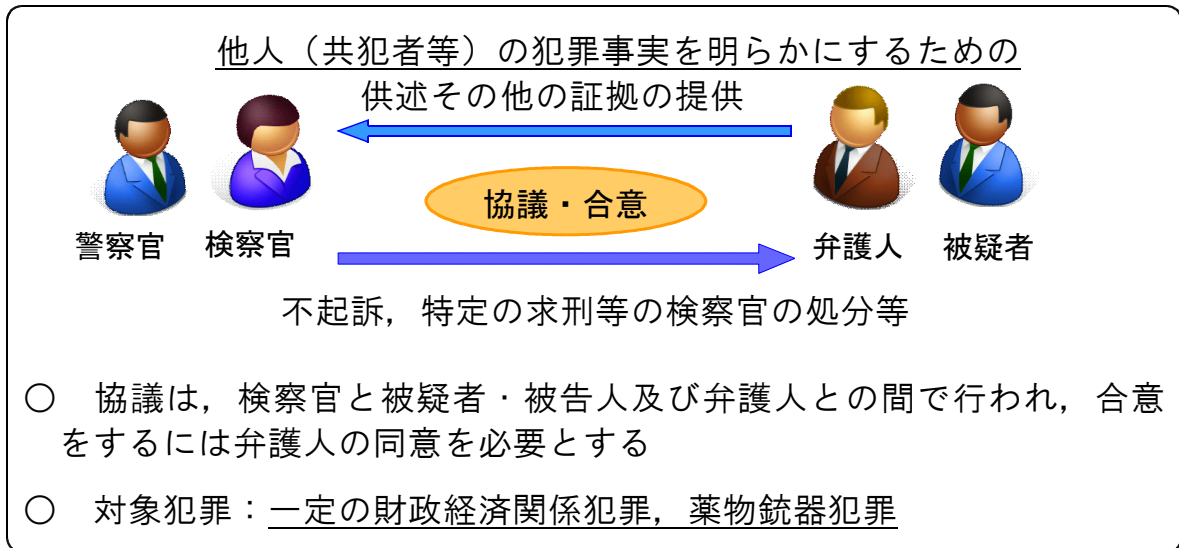 他人（共犯者等）の犯罪事実を明らかにするための
供述その他の証拠の提供
協議・合意
警察官 検察官 弁護人 被疑者
不起訴，特定の求刑等の検察官の処分等
○ 協議は，検察官と被疑者・被告人及び弁護人との間で行われ，合意
をするには弁護人の同意を必要とする
○ 対象犯罪：一定の財政経済関係犯罪，薬物銃器犯罪